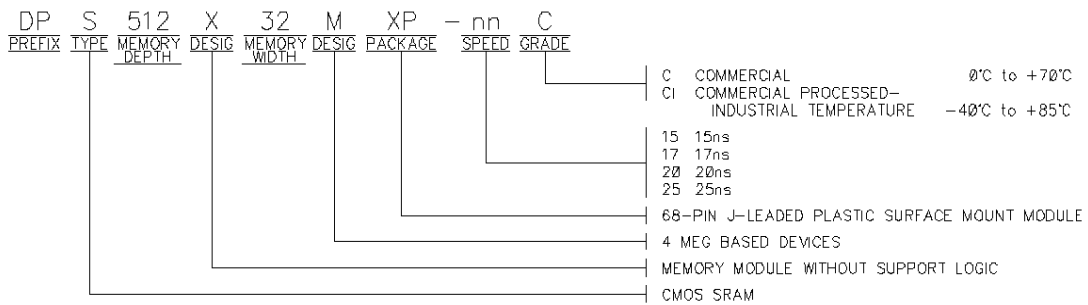 DP S 512 X 32 M XP -nn C
PREFIX TYPE MEMORY DESIG MEMORY DESIG PACKAGE SPEED GRADE
DEPTH WIDTH
C COMMERCIAL 0°C to +70°C
CI COMMERCIAL PROCESSED-
INDUSTRIAL TEMPERATURE -40°C to +85°C
15 15ns
17 17ns
20 20ns
25 25ns
68-PIN J-LEADED PLASTIC SURFACE MOUNT MODULE
4 MEG BASED DEVICES
MEMORY MODULE WITHOUT SUPPORT LOGIC
CMOS SRAM